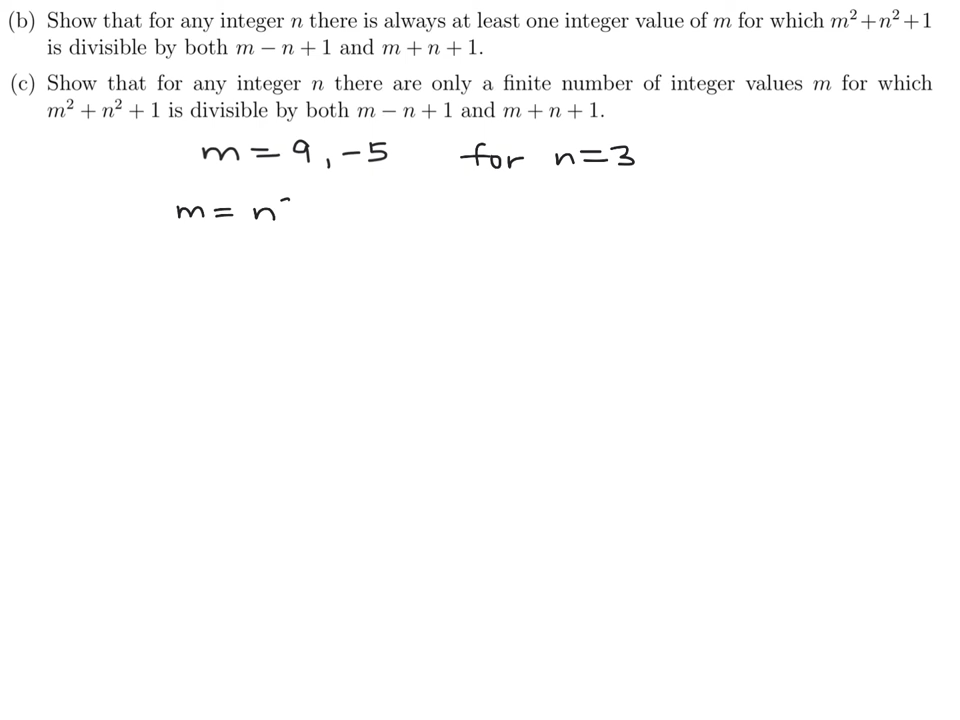 (b) Show that for any integer n there is always at least one integer value of m for which m²+n²+1
is divisible by both m − n + 1 and m + n + 1.
(c) Show that for any integer n there are only a finite number of integer values m for which
m² + n² + 1 is divisible by both m − n + 1 and m + n + 1.
m = 9, -5 for n=3
m = n